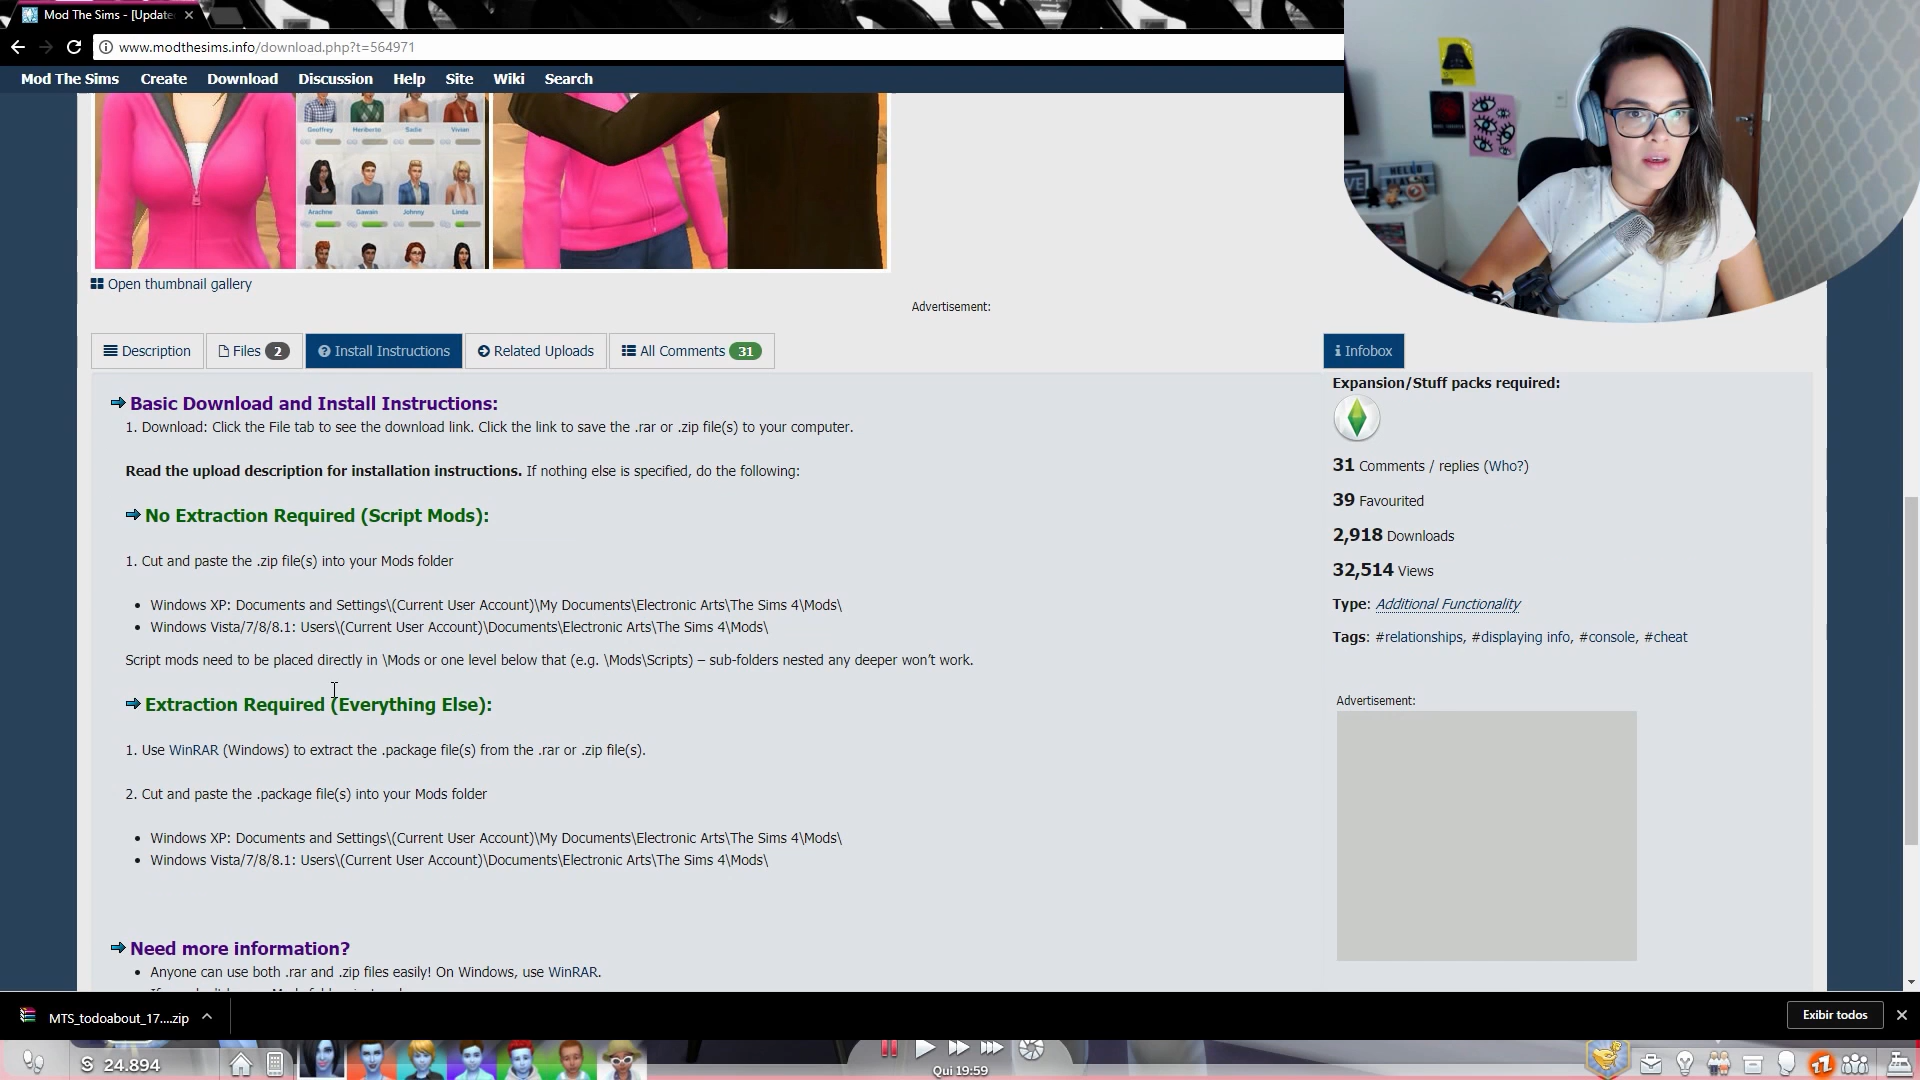 Mod The Sims - [Update
www.modthesims.info/download.php?t=564971
Mod The Sims Create Download Discussion Help Site Wiki Search
Geoffrey Heriberto Sadie Vivian
Arachne Gawain Johnny Linda
Open thumbnail gallery
Advertisement:
Description Files 2 Install Instructions Related Uploads All Comments 31
Infobox
Basic Download and Install Instructions:
1. Download: Click the File tab to see the download link. Click the link to save the .rar or .zip file(s) to your computer.
Read the upload description for installation instructions. If nothing else is specified, do the following:
No Extraction Required (Script Mods):
1. Cut and paste the .zip file(s) into your Mods folder
Windows XP: Documents and Settings\(Current User Account)\My Documents\Electronic Arts\The Sims 4\Mods\
Windows Vista/7/8/8.1: Users\(Current User Account)\Documents\Electronic Arts\The Sims 4\Mods\
Script mods need to be placed directly in \Mods or one level below that (e.g. \Mods\Scripts) – sub-folders nested any deeper won't work.
Extraction Required (Everything Else):
1. Use WinRAR (Windows) to extract the .package file(s) from the .rar or .zip file(s).
2. Cut and paste the .package file(s) into your Mods folder
Windows XP: Documents and Settings\(Current User Account)\My Documents\Electronic Arts\The Sims 4\Mods\
Windows Vista/7/8/8.1: Users\(Current User Account)\Documents\Electronic Arts\The Sims 4\Mods\
Need more information?
Anyone can use both .rar and .zip files easily! On Windows, use WinRAR.
Expansion/Stuff packs required:
31 Comments / replies (Who?)
39 Favourited
2,918 Downloads
32,514 Views
Type: Additional Functionality
Tags: #relationships, #displaying info, #console, #cheat
Advertisement:
MTS_todoabout_17....zip
Exibir todos
§ 24.894
Qui 19:59